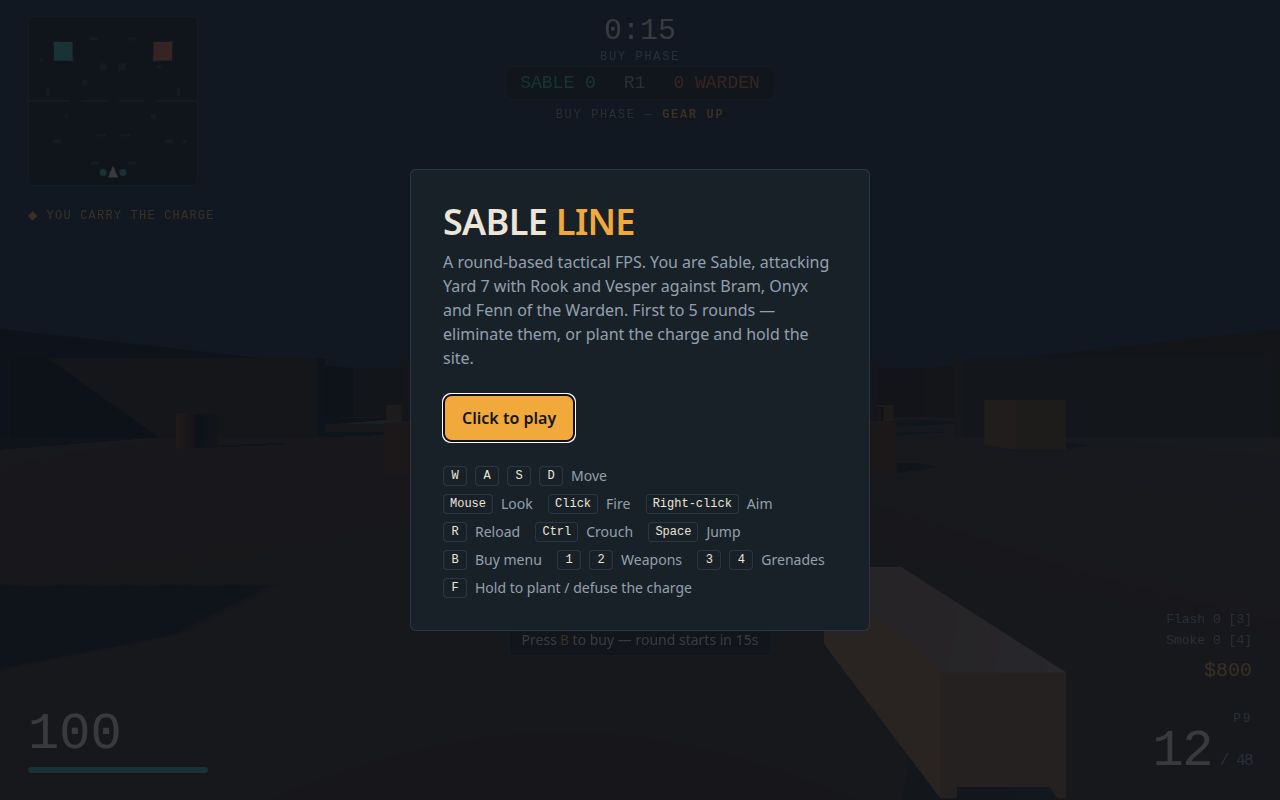 0:15
BUY PHASE
SABLE 0 R1 0 WARDEN
BUY PHASE — GEAR UP
◆ YOU CARRY THE CHARGE
SABLE LINE
A round-based tactical FPS. You are Sable, attacking
Yard 7 with Rook and Vesper against Bram, Onyx
and Fenn of the Warden. First to 5 rounds —
eliminate them, or plant the charge and hold the
site.
Click to play
W A S D Move
Mouse Look Click Fire Right-click Aim
R Reload Ctrl Crouch Space Jump
B Buy menu 1 2 Weapons 3 4 Grenades
F Hold to plant / defuse the charge
Press B to buy — round starts in 15s
Flash 0 [3]
Smoke 0 [4]
$800
P9
12 / 48
100